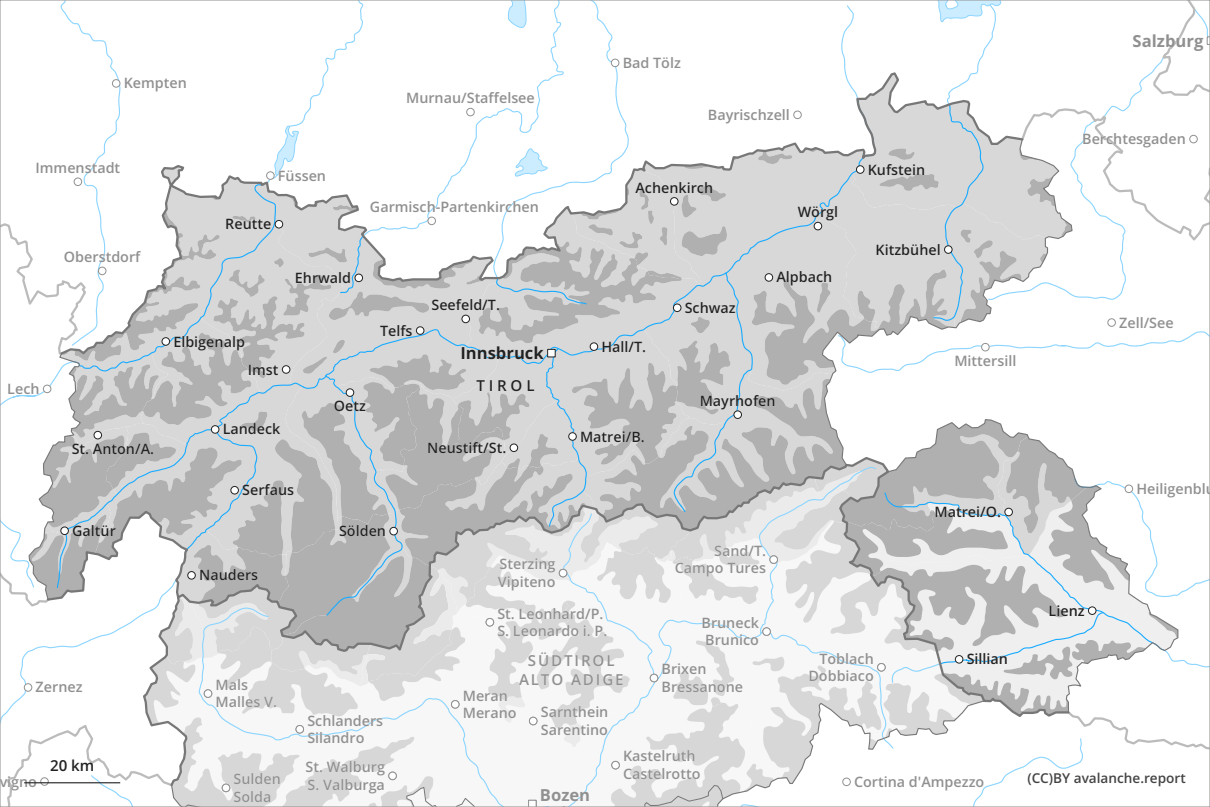 Salzburg
Bad Tölz
Kempten
Murnau/Staffelsee
Bayrischzell
Berchtesgaden
Immenstadt
Füssen
Kufstein
Achenkirch
Garmisch-Partenkirchen
Wörgl
Reutte
Kitzbühel
Oberstdorf
Ehrwald
Alpbach
Seefeld/T.
Schwaz
Telfs
Zell/See
Elbigenalp
Innsbruck
Hall/T.
Mittersill
Imst
TIROL
Lech
Oetz
Mayrhofen
Landeck
Matrei/B.
St. Anton/A.
Neustift/St.
Serfaus
Heiligenblu
Matrei/O.
Galtür
Sölden
Sand/T.
Campo Tures
Sterzing
Vipiteno
Nauders
Lienz
St. Leonhard/P.
S. Leonardo i. P.
Bruneck
Brunico
SÜDTIROL
ALTO ADIGE
Sillian
Toblach
Dobbiaco
Brixen
Bressanone
Zernez
Mals
Malles V.
Meran
Merano
Sarnthein
Sarentino
Schlanders
Silandro
Kastelruth
Castelrotto
20 km
St. Walburg
S. Valburga
vigno
Sulden
Solda
Cortina d'Ampezzo
(CC)BY avalanche.report
Bozen